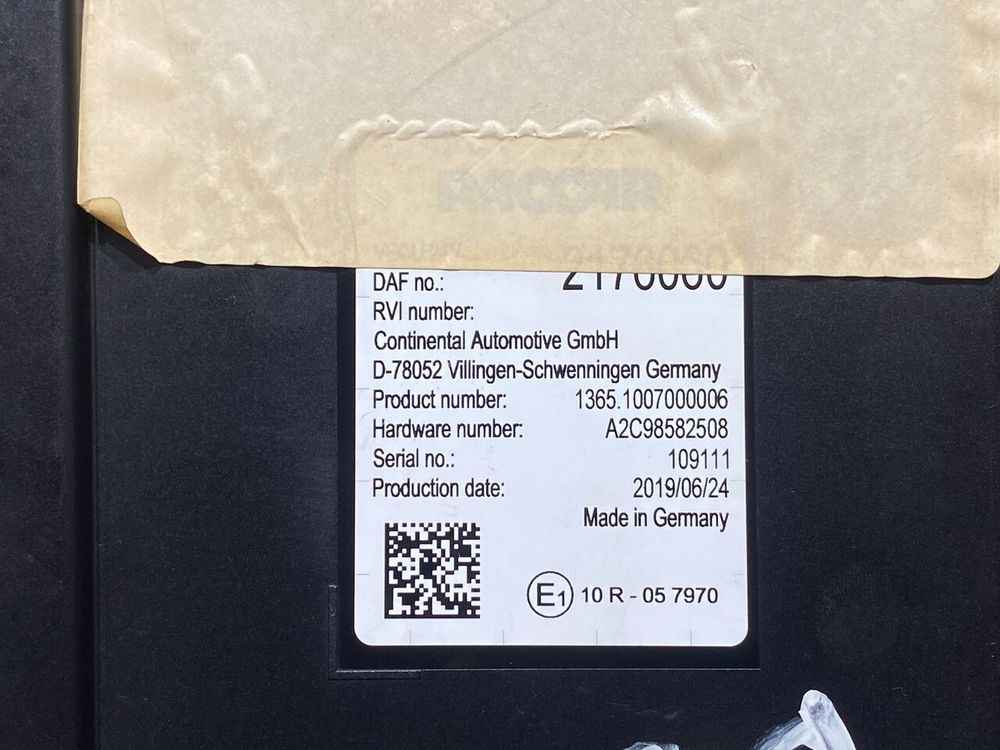 PACCAR
DAF no.:
RVI number:
Continental Automotive GmbH
D-78052 Villingen-Schwenningen Germany
Product number: 1365.1007000006
Hardware number: A2C98582508
Serial no.: 109111
Production date: 2019/06/24
Made in Germany
E1 10 R - 05 7970